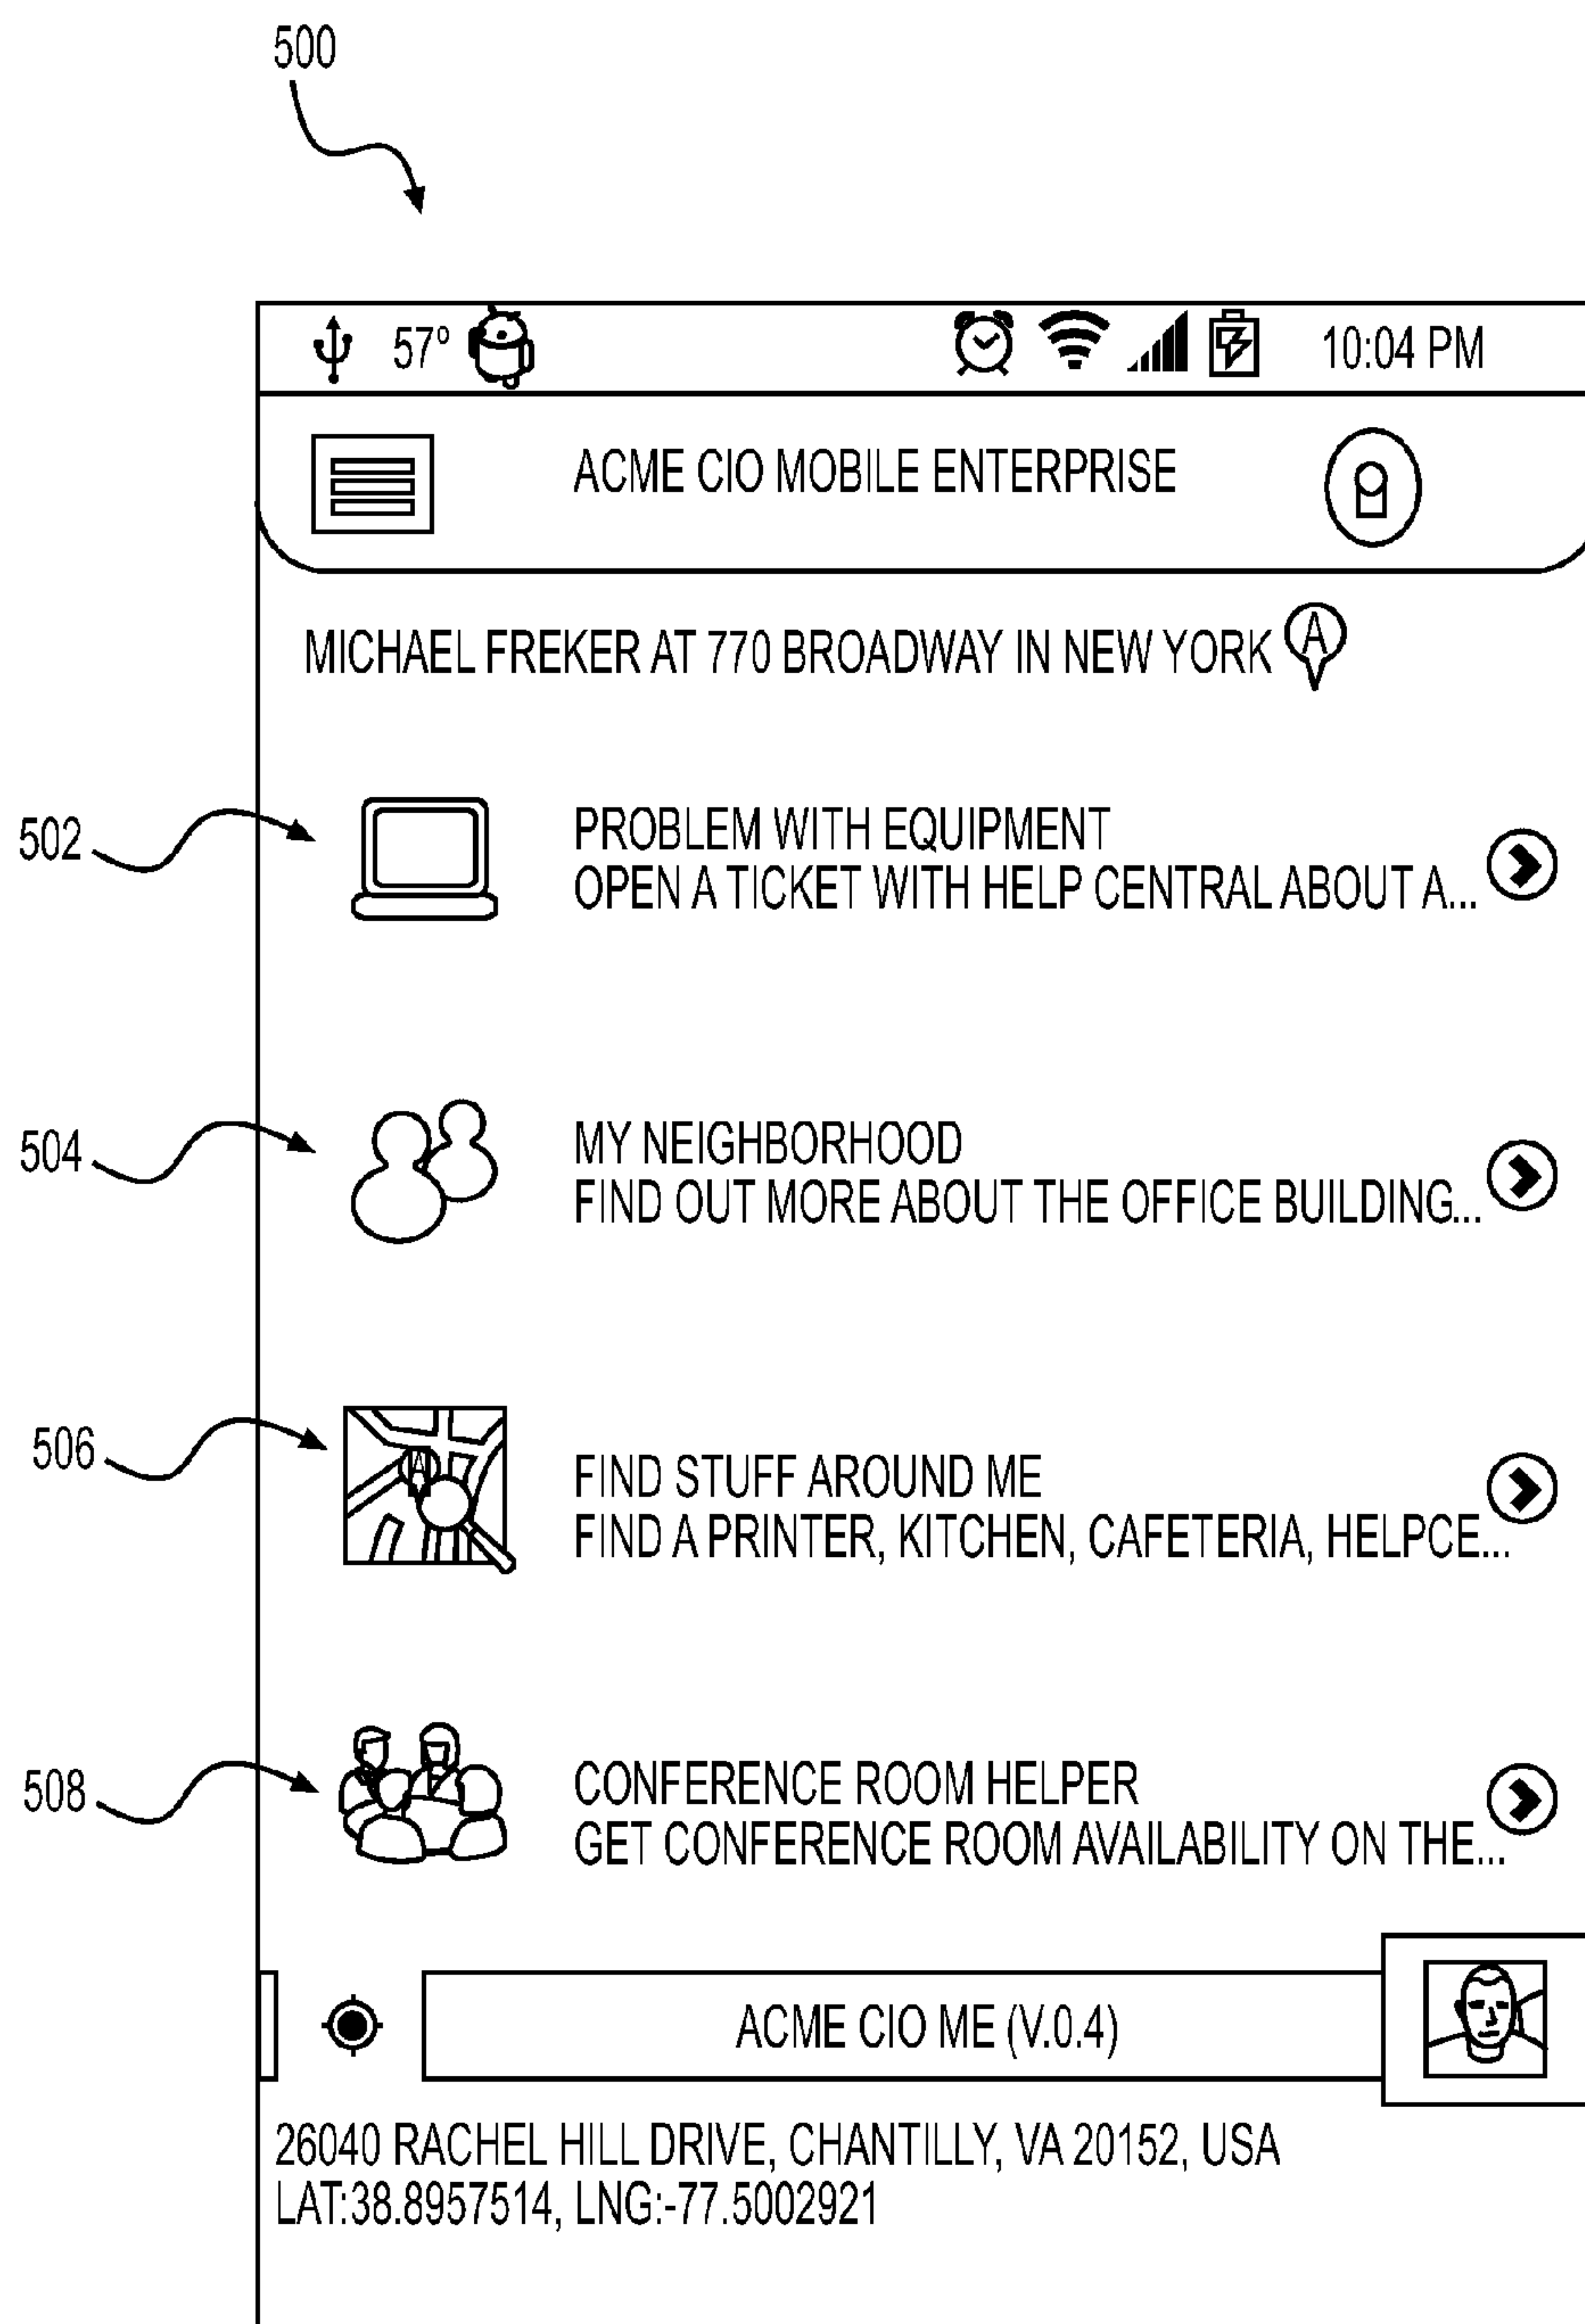 500
57° 10:04 PM
ACME CIO MOBILE ENTERPRISE
MICHAEL FREKER AT 770 BROADWAY IN NEW YORK A
502
PROBLEM WITH EQUIPMENT
OPEN A TICKET WITH HELP CENTRAL ABOUT A...
504
MY NEIGHBORHOOD
FIND OUT MORE ABOUT THE OFFICE BUILDING...
506
A
FIND STUFF AROUND ME
FIND A PRINTER, KITCHEN, CAFETERIA, HELPCE...
508
CONFERENCE ROOM HELPER
GET CONFERENCE ROOM AVAILABILITY ON THE...
ACME CIO ME (V.0.4)
26040 RACHEL HILL DRIVE, CHANTILLY, VA 20152, USA
LAT:38.8957514, LNG:-77.5002921